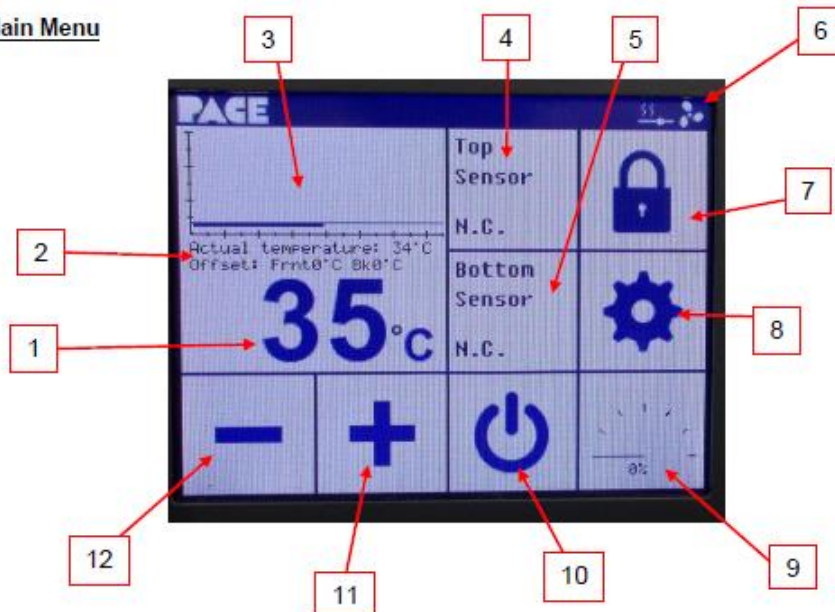 ain Menu
3
4
5
6
PACE
Top
Sensor
N.C.
7
2
Actual temperature: 34°C
Offset: Frnt0°C Bk0°C
Bottom
Sensor
N.C.
1
35°C
8
0%
12
11
10
9